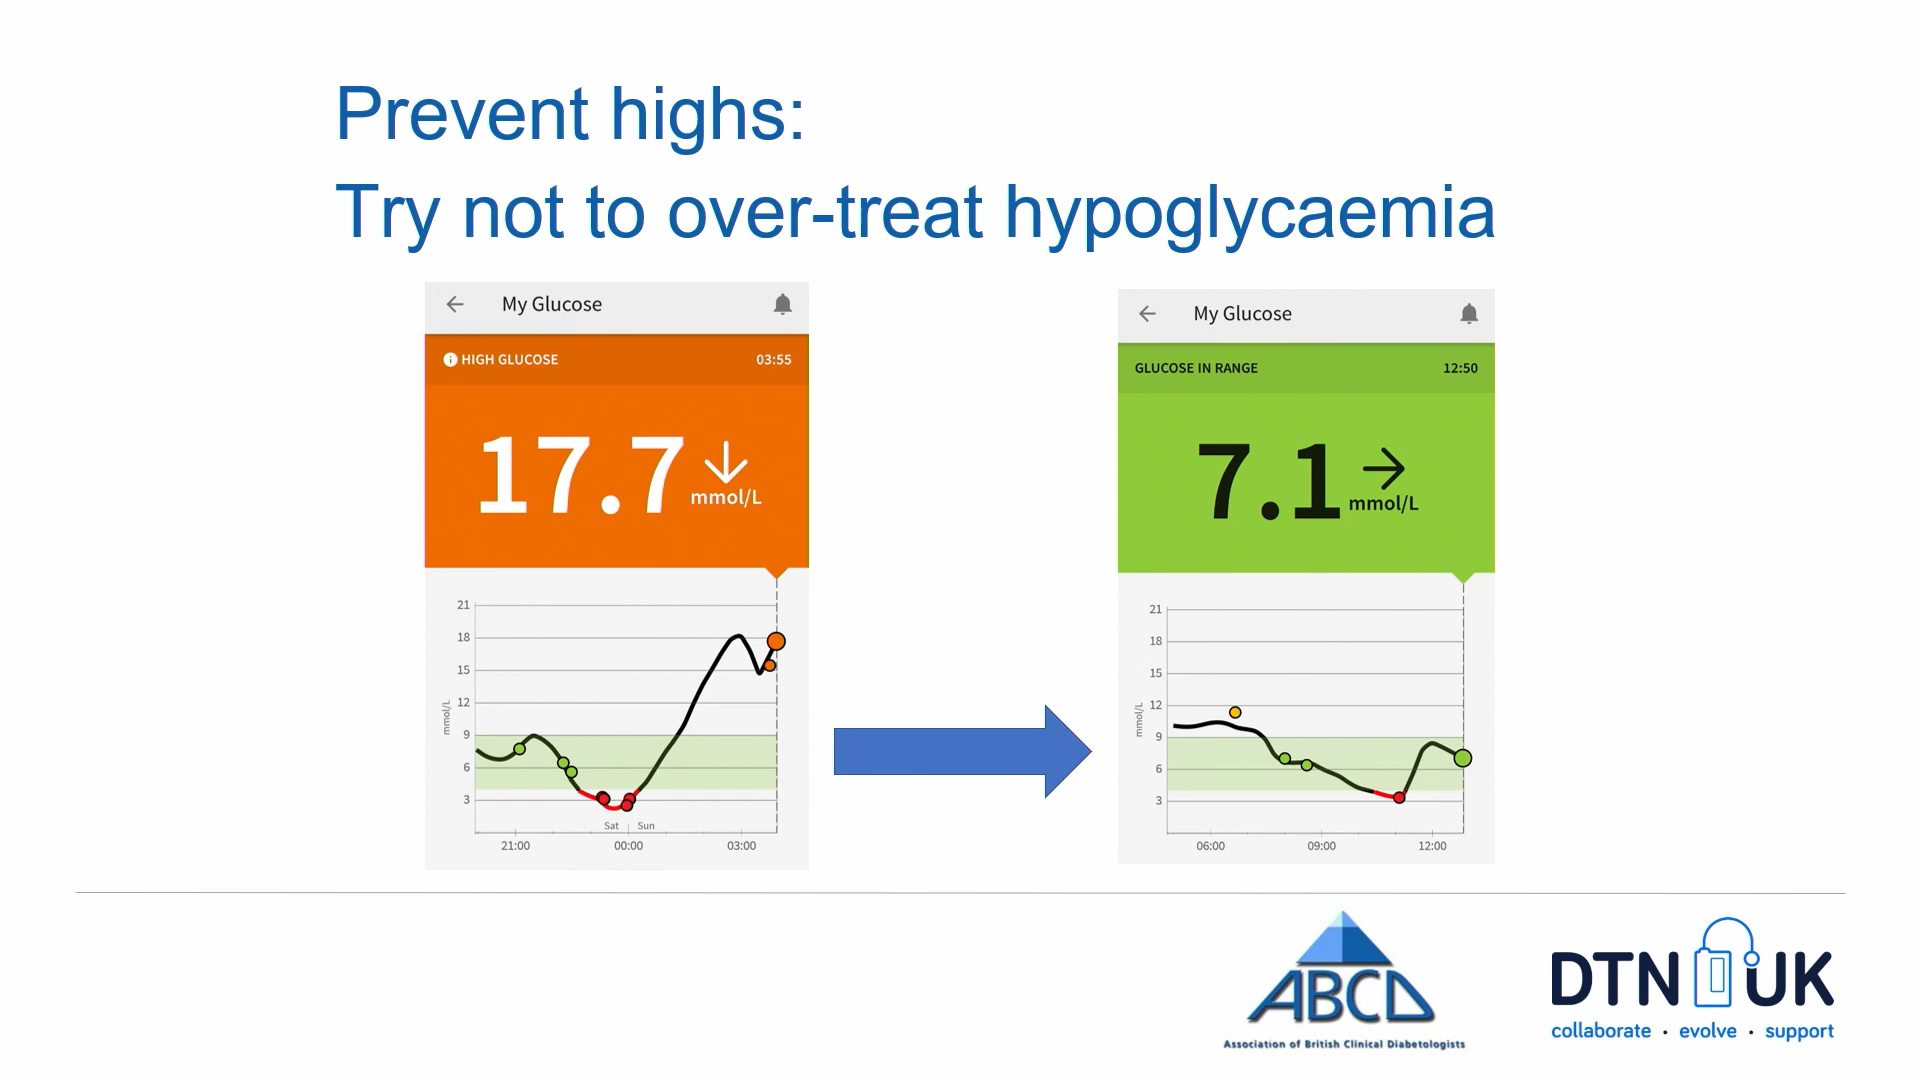 Prevent highs:
Try not to over-treat hypoglycaemia
My Glucose
HIGH GLUCOSE 03:55
17.7
mmol/L
21
18
15
12
9
6
3
mmol/L
Sat Sun
21:00 00:00 03:00
My Glucose
GLUCOSE IN RANGE 12:50
7.1
mmol/L
21
18
15
12
9
6
3
mmol/L
06:00 09:00 12:00
ABCD
Association of British Clinical Diabetologists
DTN UK
collaborate · evolve · support